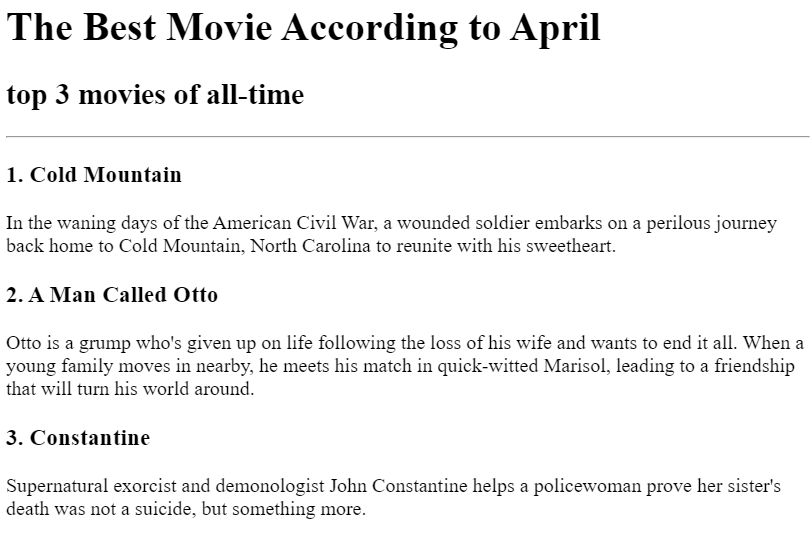 The Best Movie According to April
top 3 movies of all-time
1. Cold Mountain
In the waning days of the American Civil War, a wounded soldier embarks on a perilous journey
back home to Cold Mountain, North Carolina to reunite with his sweetheart.
2. A Man Called Otto
Otto is a grump who's given up on life following the loss of his wife and wants to end it all. When a
young family moves in nearby, he meets his match in quick-witted Marisol, leading to a friendship
that will turn his world around.
3. Constantine
Supernatural exorcist and demonologist John Constantine helps a policewoman prove her sister's
death was not a suicide, but something more.